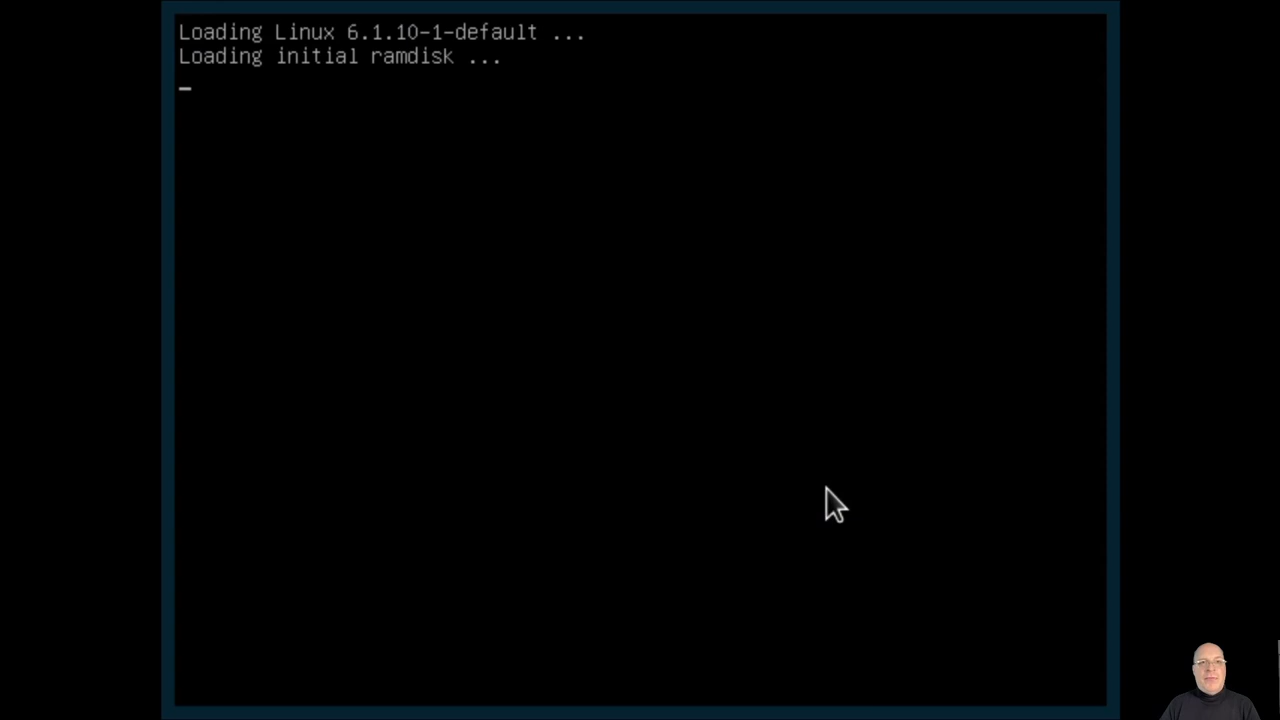 Loading Linux 6.1.10-1-default ...
Loading initial ramdisk ...